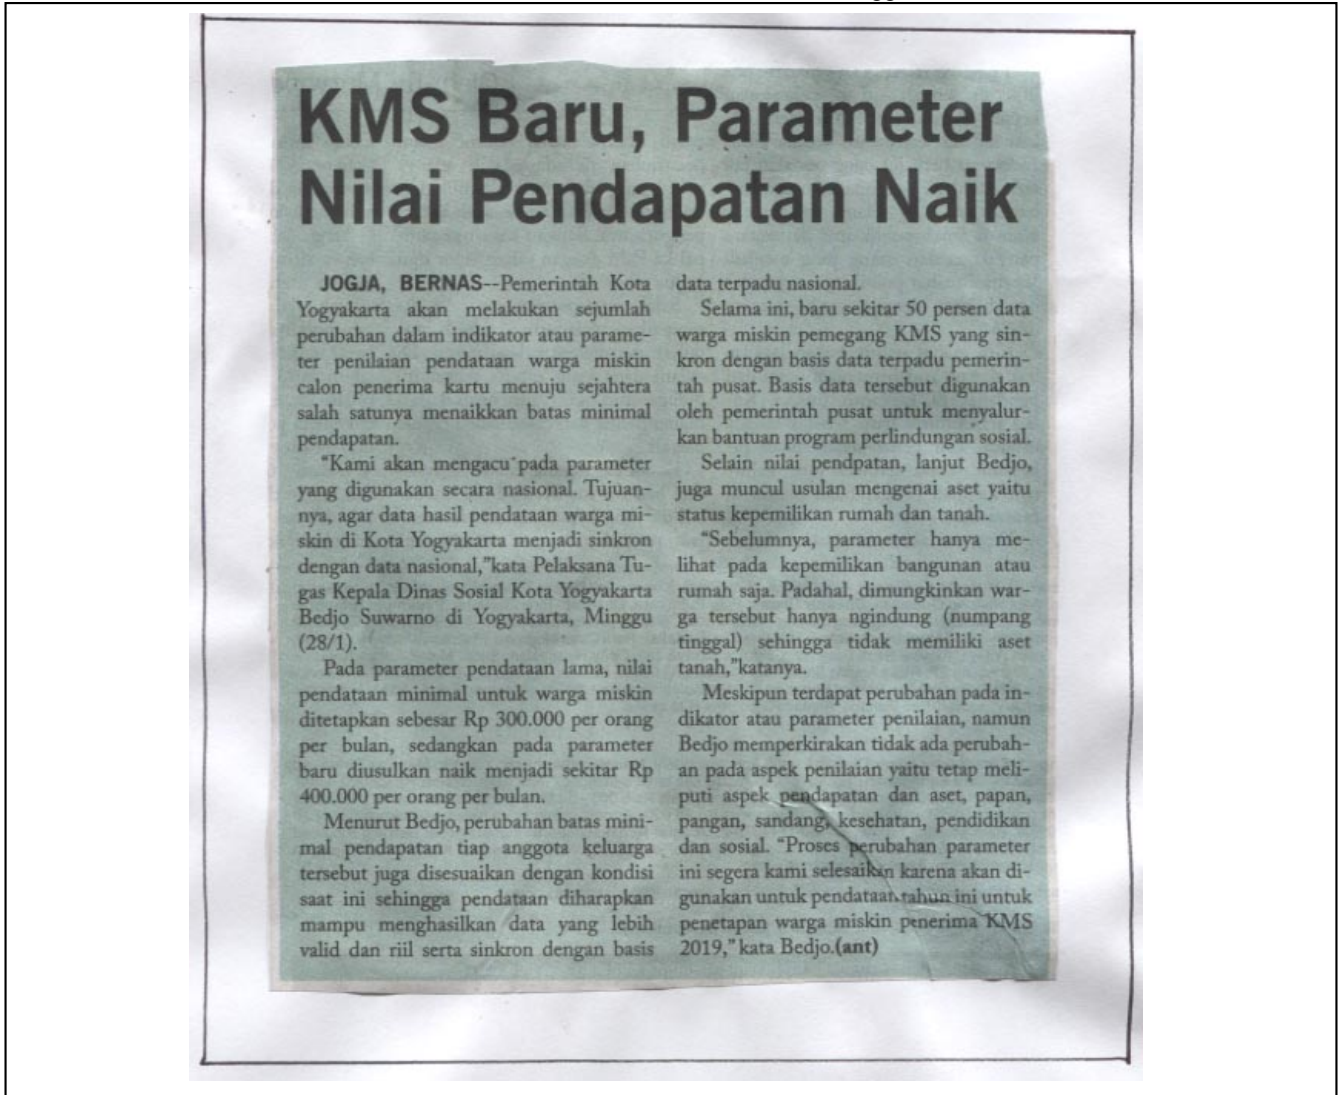 KMS Baru, Parameter
Nilai Pendapatan Naik
JOGJA, BERNAS--Pemerintah Kota
Yogyakarta akan melakukan sejumlah
perubahan dalam indikator atau parame-
ter penilaian pendataan warga miskin
calon penerima kartu menuju sejahtera
salah satunya menaikkan batas minimal
pendapatan.
"Kami akan mengacu pada parameter
yang digunakan secara nasional. Tujuan-
nya, agar data hasil pendataan warga mi-
skin di Kota Yogyakarta menjadi sinkron
dengan data nasional,"kata Pelaksana Tu-
gas Kepala Dinas Sosial Kota Yogyakarta
Bedjo Suwarno di Yogyakarta, Minggu
(28/1).
Pada parameter pendataan lama, nilai
pendataan minimal untuk warga miskin
ditetapkan sebesar Rp 300.000 per orang
per bulan, sedangkan pada parameter
baru diusulkan naik menjadi sekitar Rp
400.000 per orang per bulan.
Menurut Bedjo, perubahan batas mini-
mal pendapatan tiap anggota keluarga
tersebut juga disesuaikan dengan kondisi
saat ini sehingga pendataan diharapkan
mampu menghasilkan data yang lebih
valid dan riil serta sinkron dengan basis
data terpadu nasional.
Selama ini, baru sekitar 50 persen data
warga miskin pemegang KMS yang sin-
kron dengan basis data terpadu pemerin-
tah pusat. Basis data tersebut digunakan
oleh pemerintah pusat untuk menyalur-
kan bantuan program perlindungan sosial.
Selain nilai pendpatan, lanjut Bedjo,
juga muncul usulan mengenai aset yaitu
status kepemilikan rumah dan tanah.
"Sebelumnya, parameter hanya me-
lihat pada kepemilikan bangunan atau
rumah saja. Padahal, dimungkinkan war-
ga tersebut hanya ngindung (numpang
tinggal) sehingga tidak memiliki aset
tanah,"katanya.
Meskipun terdapat perubahan pada in-
dikator atau parameter penilaian, namun
Bedjo memperkirakan tidak ada perubah-
an pada aspek penilaian yaitu tetap meli-
puti aspek pendapatan dan aset, papan,
pangan, sandang, kesehatan, pendidikan
dan sosial. "Proses perubahan parameter
ini segera kami selesaikan karena akan di-
gunakan untuk pendataan tahun ini untuk
penetapan warga miskin penerima KMS
2019," kata Bedjo.(ant)